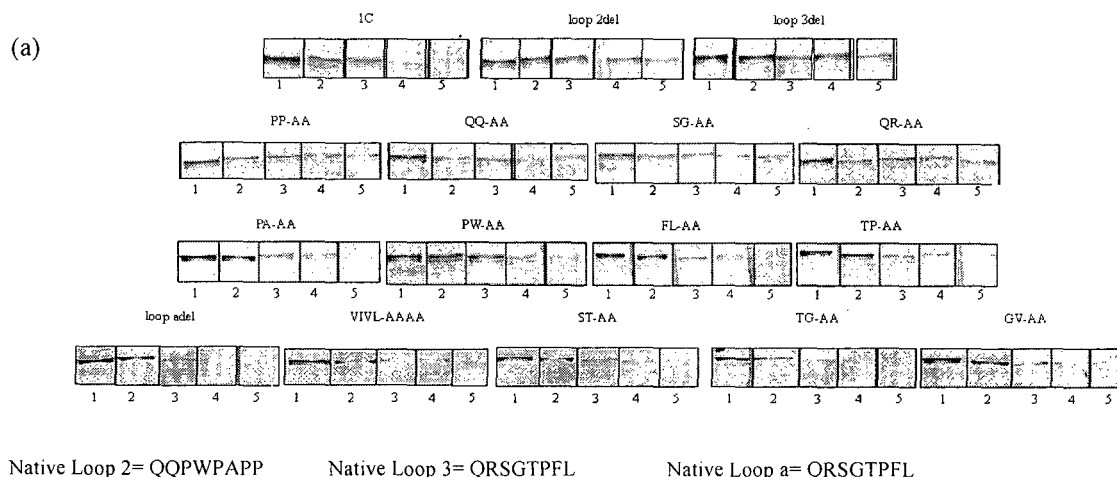 1C loop 2del loop 3del
(a)
1 2 3 4 5 1 2 3 4 5 1 2 3 4 5
PP-AA QQ-AA SG-AA QR-AA
1 2 3 4 5 1 2 3 4 5 1 2 3 4 5 1 2 3 4 5
PA-AA PW-AA FL-AA TP-AA
1 2 3 4 5 1 2 3 4 5 1 2 3 4 5 1 2 3 4 5
loop adel VIVL-AAAA ST-AA TG-AA GV-AA
1 2 3 4 5 1 2 3 4 5 1 2 3 4 5 1 2 3 4 5 1 2 3 4 5
Native Loop 2= QQPWPAPP Native Loop 3= QRSGTPFL Native Loop a= QRSGTPFL